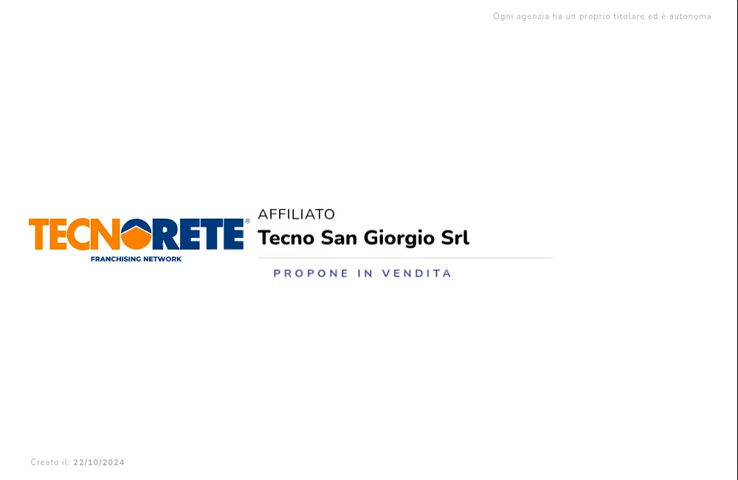 Ogni agenzia ha un proprio titolare ed è autonoma
TECNORETE®
FRANCHISING NETWORK
AFFILIATO
Tecno San Giorgio Srl
PROPONE IN VENDITA
Creato il: 22/10/2024